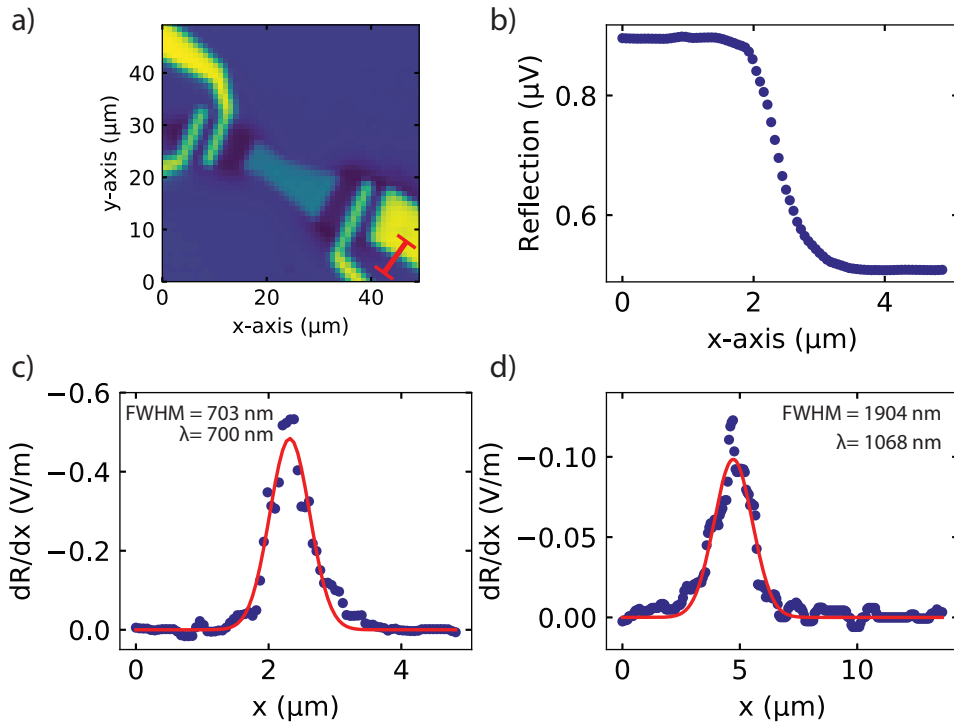 a)
y-axis (μm)
40
30
20
10
0
0 20 40
x-axis (μm)
b)
Reflection (μV)
0.8
0.6
0 2 4
x-axis (μm)
c)
dR/dx (V/m)
−0.6
−0.4
−0.2
0.0
FWHM = 703 nm
λ= 700 nm
0 2 4
x (μm)
d)
dR/dx (V/m)
−0.10
−0.05
0.00
FWHM = 1904 nm
λ= 1068 nm
0 5 10
x (μm)